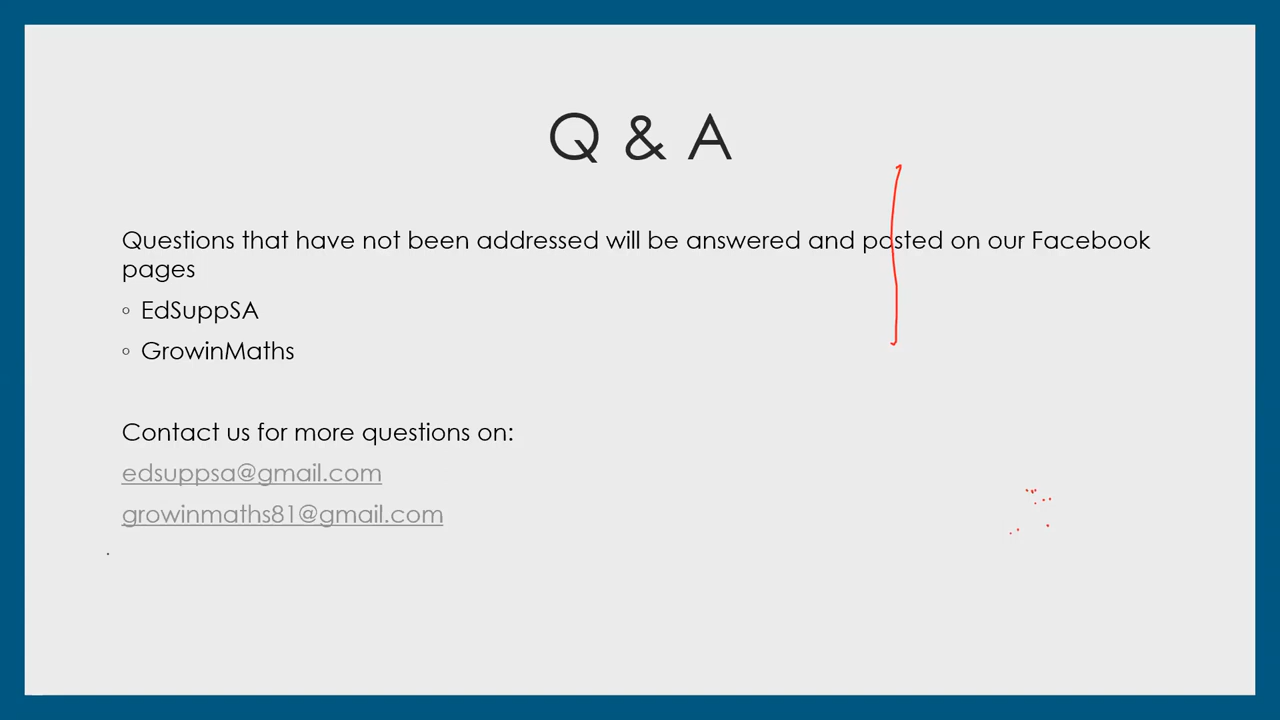 Q & A
Questions that have not been addressed will be answered and posted on our Facebook
pages
◦ EdSuppSA
◦ GrowinMaths
Contact us for more questions on:
edsuppsa@gmail.com
growinmaths81@gmail.com